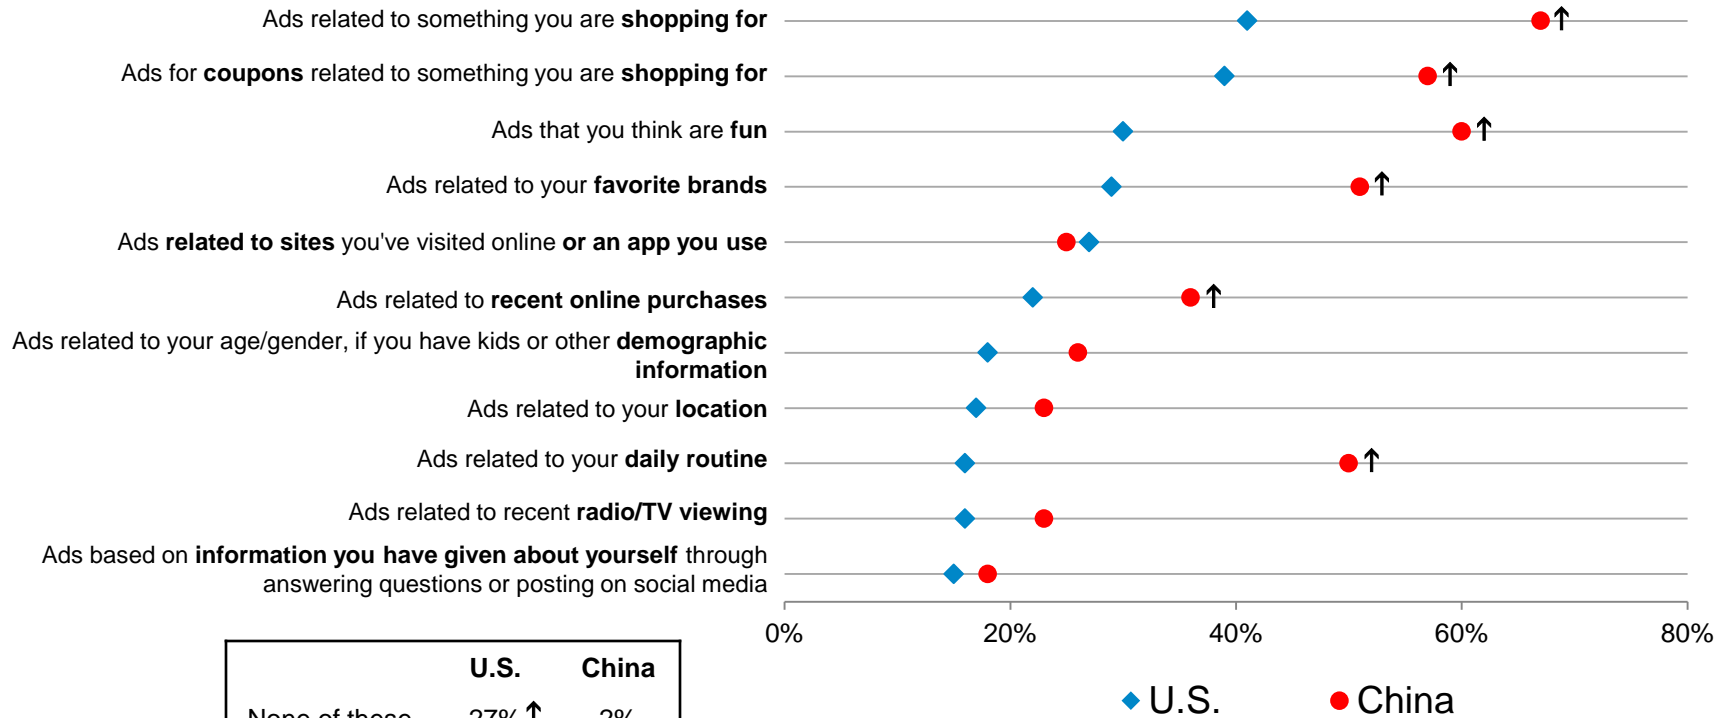 Ads related to something you are shopping for
↑
Ads for coupons related to something you are shopping for
↑
Ads that you think are fun
↑
Ads related to your favorite brands
↑
Ads related to sites you've visited online or an app you use
Ads related to recent online purchases
↑
Ads related to your age/gender, if you have kids or other demographic
information
Ads related to your location
Ads related to your daily routine
↑
Ads related to recent radio/TV viewing
Ads based on information you have given about yourself through
answering questions or posting on social media
0% 20% 40% 60% 80%
U.S. China
U.S. China
None of these 27%↑ 2%